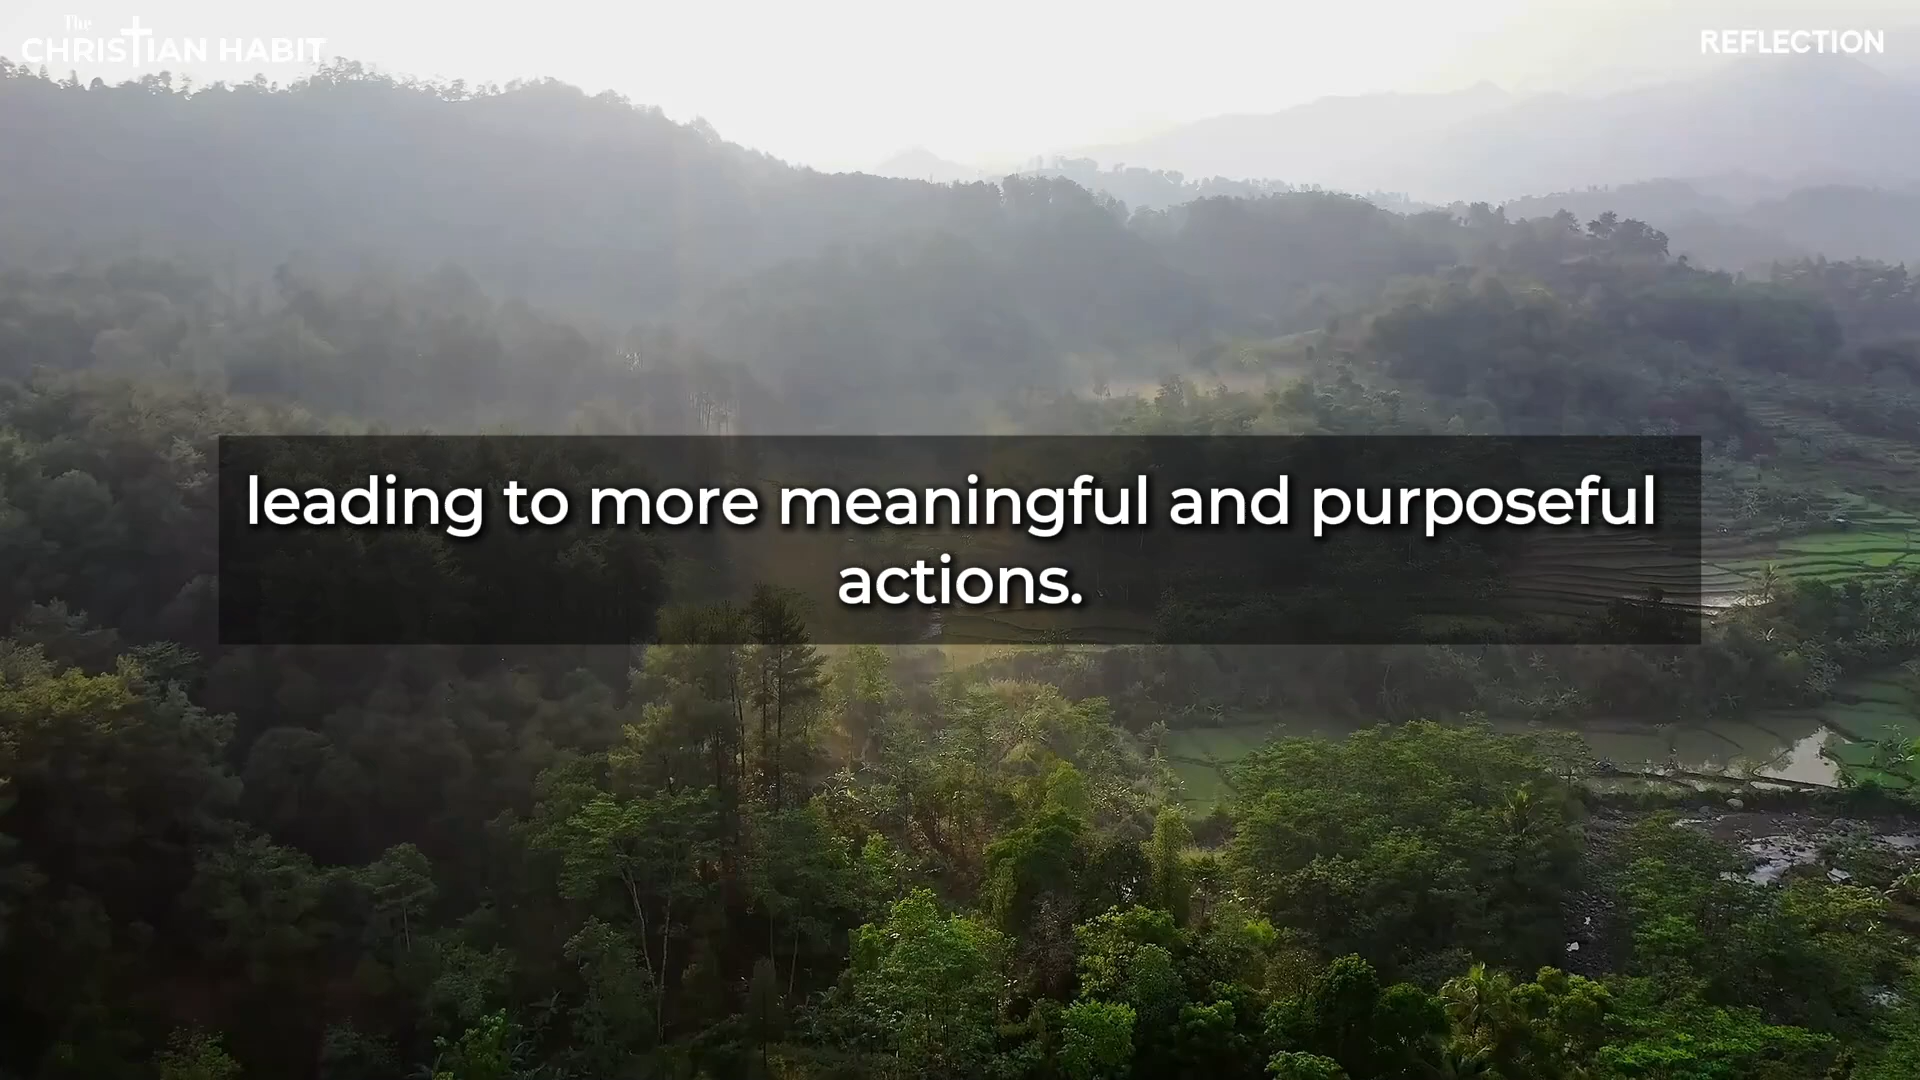 The
CHRISTIAN HABIT
REFLECTION
leading to more meaningful and purposeful
actions.